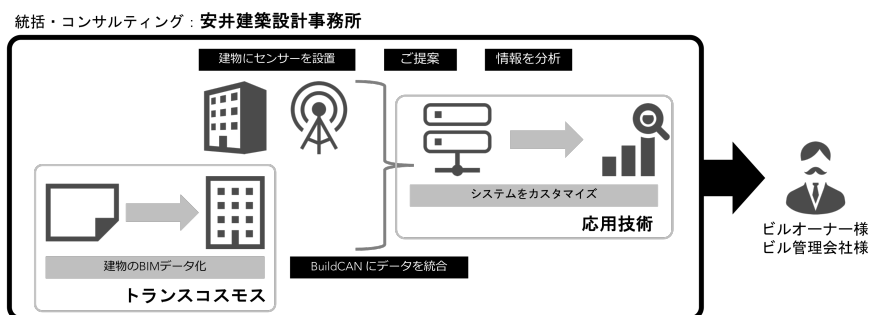 統括・コンサルティング：安井建築設計事務所
建物にセンサーを設置
ご提案
情報を分析
システムをカスタマイズ
応用技術
建物のBIMデータ化
トランスコスモス
BuildCAN にデータを統合
ビルオーナー様
ビル管理会社様